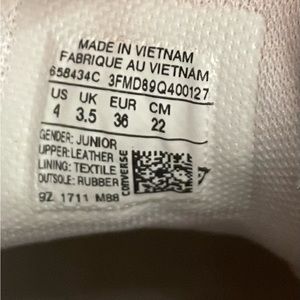 MADE IN VIETNAM
FABRIQUE AU VIETNAM
658434C 3FMD89Q400127
US UK EUR CM
4 3.5 36 22
GENDER: JUNIOR
UPPER: LEATHER
LINING: TEXTILE
OUTSOLE: RUBBER
CONVERSE
9Z 1711 M88